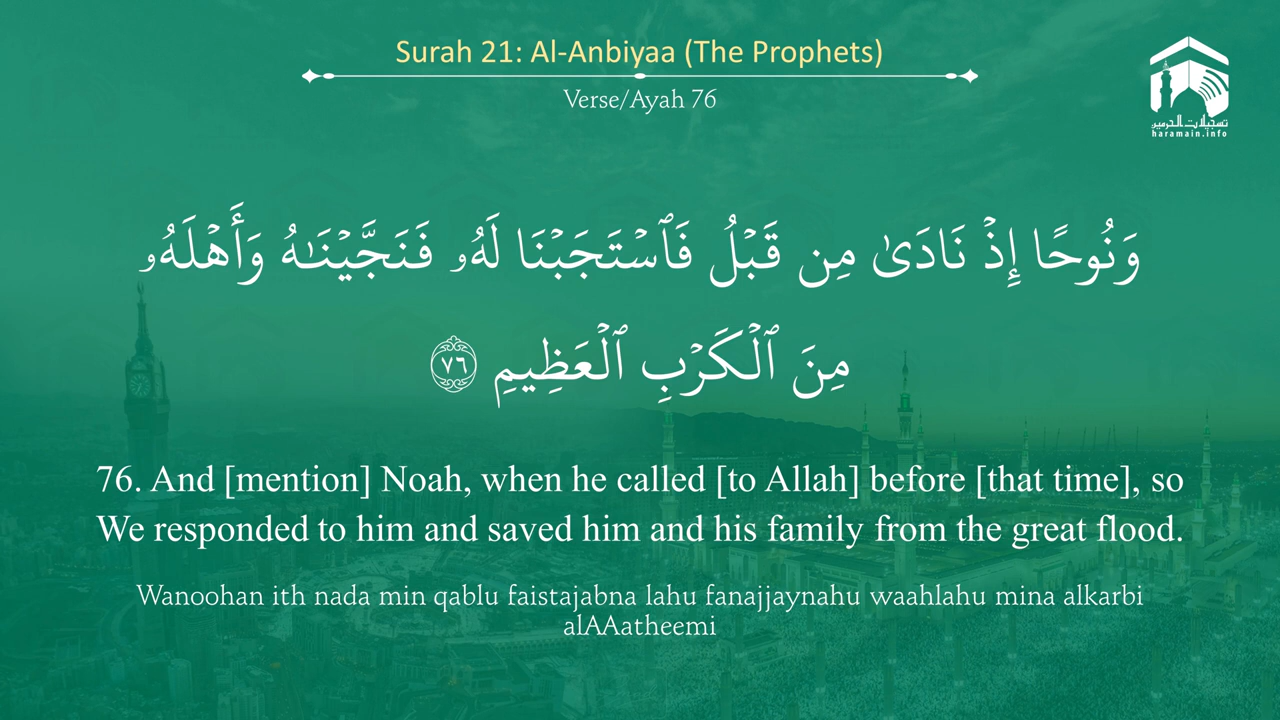 Surah 21: Al-Anbiyaa (The Prophets)
Verse/Ayah 76
تسجيلات الحرمين
haramain.info
وَنُوحًا إِذْ نَادَىٰ مِن قَبْلُ فَٱسْتَجَبْنَا لَهُۥ فَنَجَّيْنَـٰهُ وَأَهْلَهُۥ
مِنَ ٱلْكَرْبِ ٱلْعَظِيمِ ٧٦
76. And [mention] Noah, when he called [to Allah] before [that time], so
We responded to him and saved him and his family from the great flood.
Wanoohan ith nada min qablu faistajabna lahu fanajjaynahu waahlahu mina alkarbi
alAAatheemi